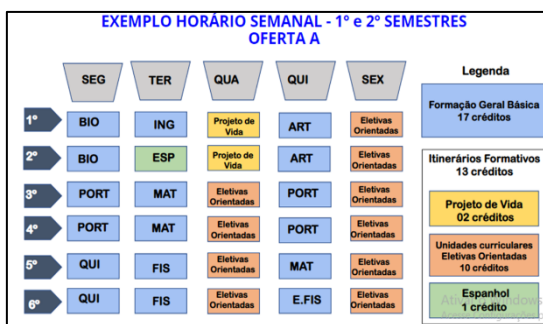 EXEMPLO HORÁRIO SEMANAL - 1º e 2º SEMESTRES
OFERTA A
SEG TER QUA QUI SEX
1º BIO ING Projeto de Vida ART Eletivas Orientadas
2º BIO ESP Projeto de Vida ART Eletivas Orientadas
3º PORT MAT Eletivas Orientadas PORT Eletivas Orientadas
4º PORT MAT Eletivas Orientadas PORT Eletivas Orientadas
5º QUI FIS Eletivas Orientadas MAT Eletivas Orientadas
6º QUI FIS Eletivas Orientadas E.FIS Eletivas Orientadas
Legenda
Formação Geral Básica
17 créditos
Itinerários Formativos
13 créditos
Projeto de Vida
02 créditos
Unidades curriculares
Eletivas Orientadas
10 créditos
Espanhol
1 crédito